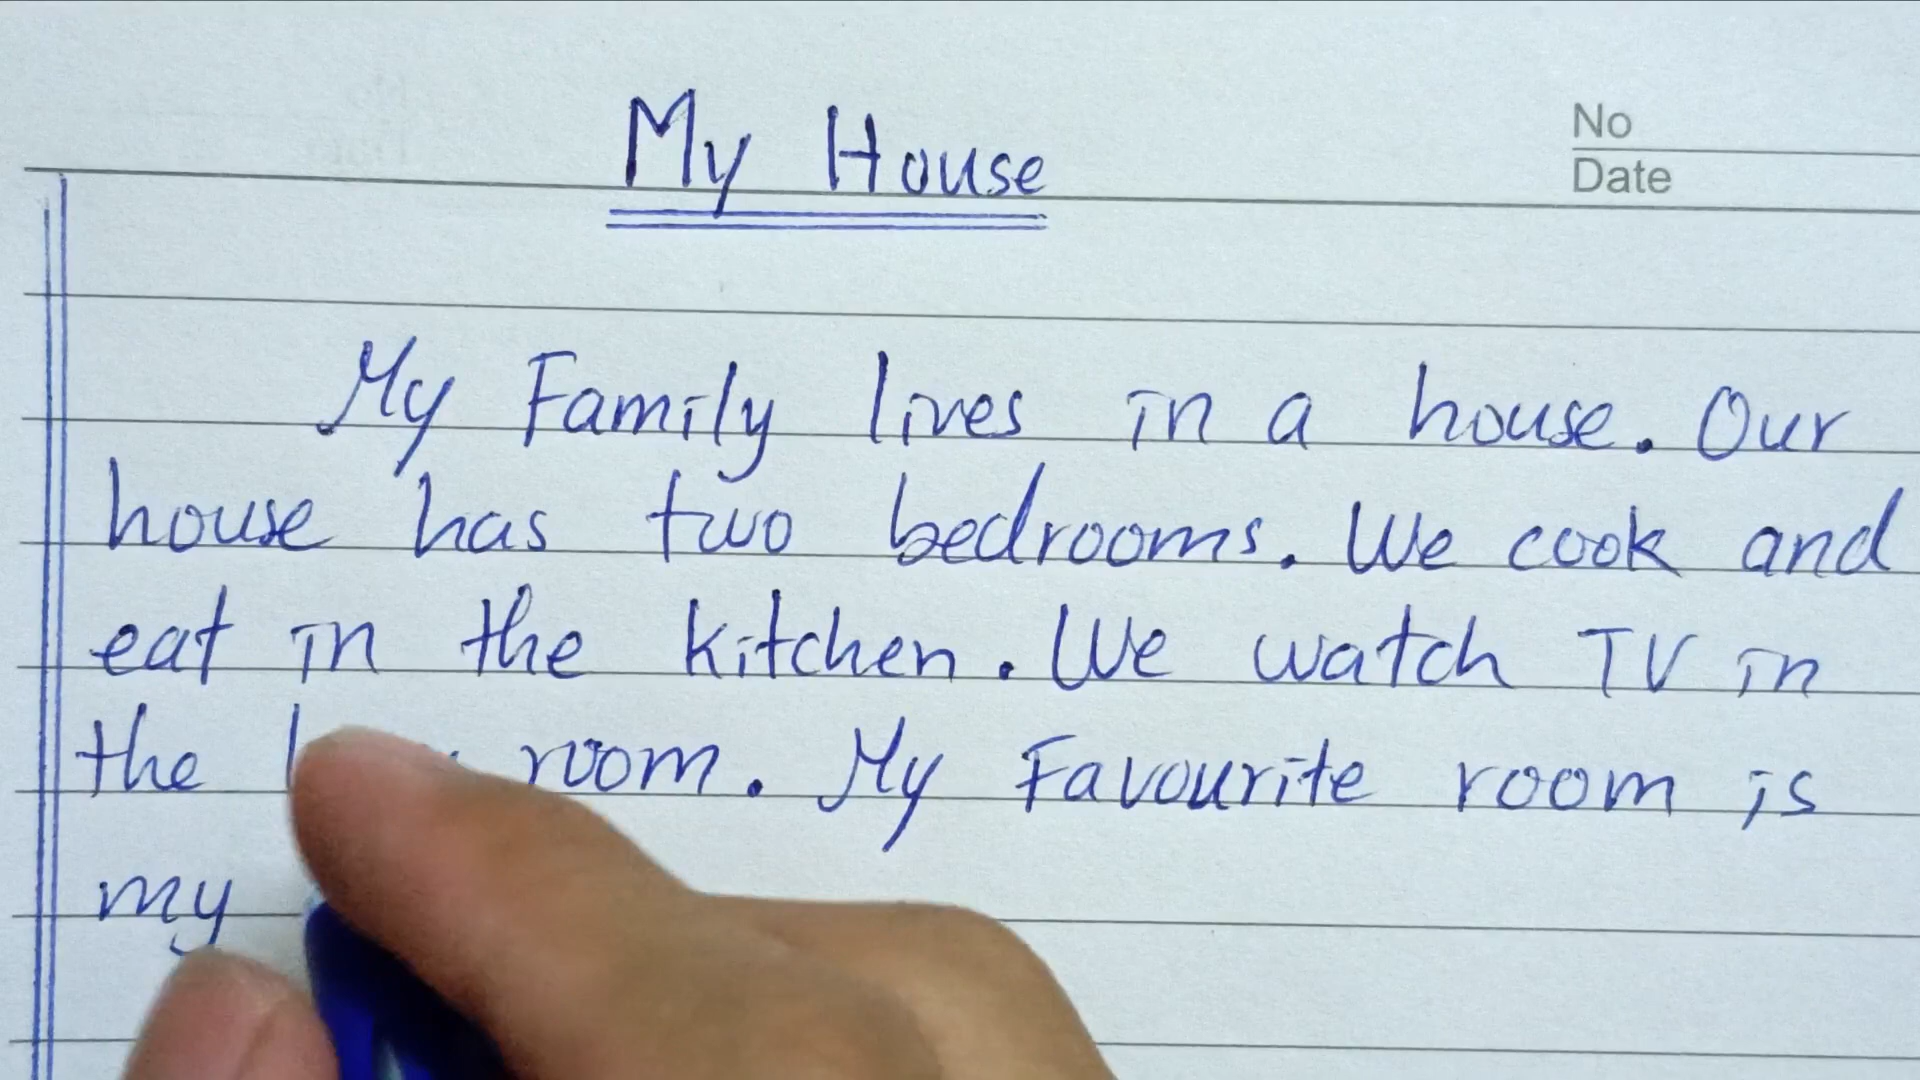 My House
No
Date
My Family lives in a house. Our
house has two bedrooms. We cook and
eat in the kitchen. We watch TV in
the room. My Favourite room is
my